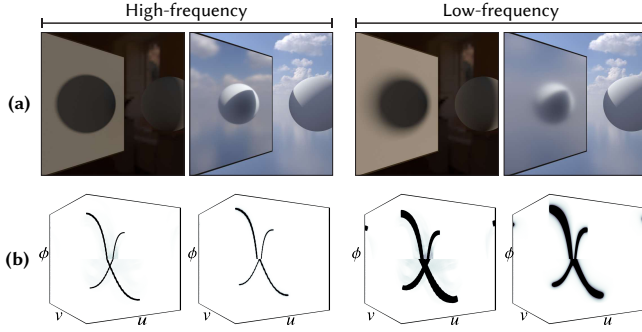 High-frequency
Low-frequency
(a)
(b)
ϕ
ϕ
ϕ
v
u
v
u